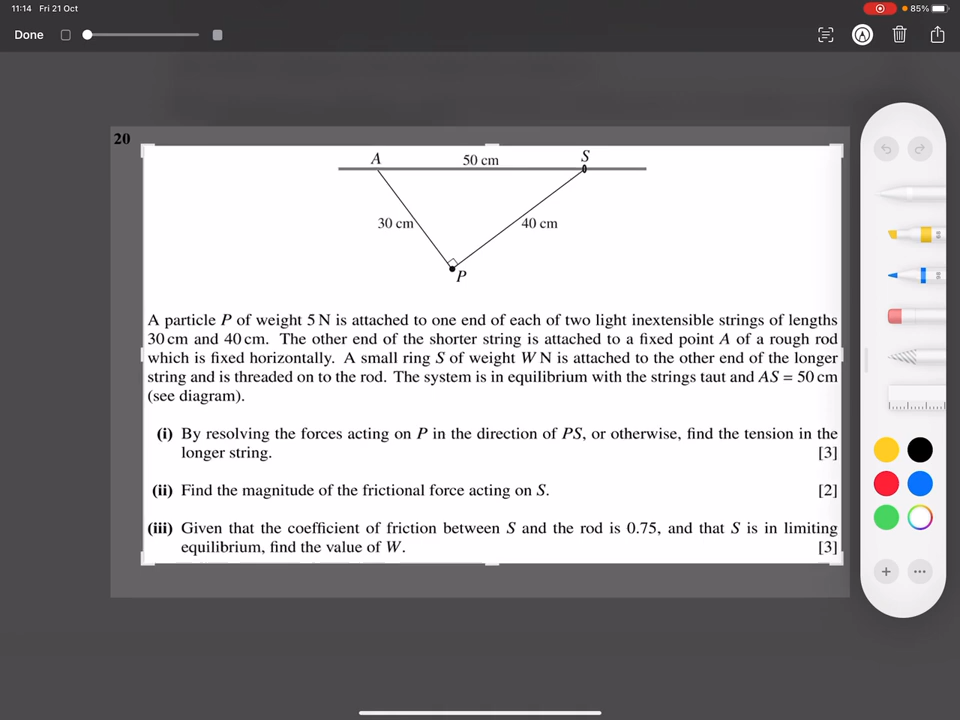 11:14 Fri 21 Oct
85%
Done
20
A 50 cm S
30 cm 40 cm
P
A particle P of weight 5 N is attached to one end of each of two light inextensible strings of lengths
30 cm and 40 cm. The other end of the shorter string is attached to a fixed point A of a rough rod
which is fixed horizontally. A small ring S of weight W N is attached to the other end of the longer
string and is threaded on to the rod. The system is in equilibrium with the strings taut and AS = 50 cm
(see diagram).
(i) By resolving the forces acting on P in the direction of PS, or otherwise, find the tension in the
longer string. [3]
(ii) Find the magnitude of the frictional force acting on S. [2]
(iii) Given that the coefficient of friction between S and the rod is 0.75, and that S is in limiting
equilibrium, find the value of W. [3]